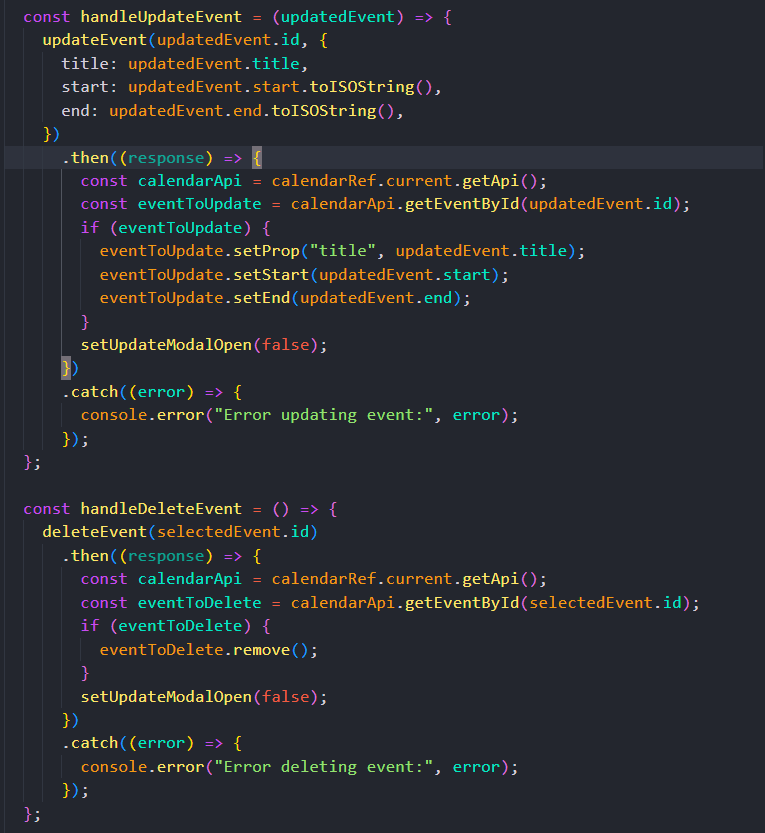 const handleUpdateEvent = (updatedEvent) => {
  updateEvent(updatedEvent.id, {
    title: updatedEvent.title,
    start: updatedEvent.start.toISOString(),
    end: updatedEvent.end.toISOString(),
  })
    .then((response) => {
      const calendarApi = calendarRef.current.getApi();
      const eventToUpdate = calendarApi.getEventById(updatedEvent.id);
      if (eventToUpdate) {
        eventToUpdate.setProp("title", updatedEvent.title);
        eventToUpdate.setStart(updatedEvent.start);
        eventToUpdate.setEnd(updatedEvent.end);
      }
      setUpdateModalOpen(false);
    })
    .catch((error) => {
      console.error("Error updating event:", error);
    });
};

const handleDeleteEvent = () => {
  deleteEvent(selectedEvent.id)
    .then((response) => {
      const calendarApi = calendarRef.current.getApi();
      const eventToDelete = calendarApi.getEventById(selectedEvent.id);
      if (eventToDelete) {
        eventToDelete.remove();
      }
      setUpdateModalOpen(false);
    })
    .catch((error) => {
      console.error("Error deleting event:", error);
    });
};